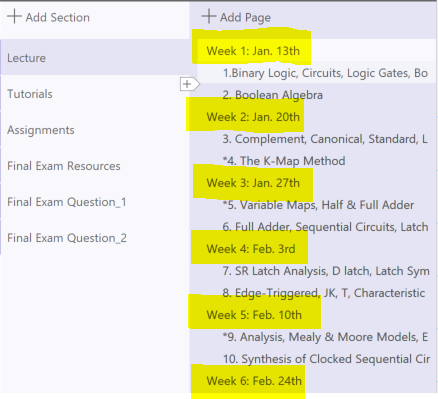 + Add Section
Lecture
Tutorials
Assignments
Final Exam Resources
Final Exam Question_1
Final Exam Question_2
+ Add Page
Week 1: Jan. 13th
1.Binary Logic, Circuits, Logic Gates, Bo
2. Boolean Algebra
Week 2: Jan. 20th
3. Complement, Canonical, Standard, L
*4. The K-Map Method
Week 3: Jan. 27th
*5. Variable Maps, Half & Full Adder
6. Full Adder, Sequential Circuits, Latch
Week 4: Feb. 3rd
7. SR Latch Analysis, D latch, Latch Sym
8. Edge-Triggered, JK, T, Characteristic
Week 5: Feb. 10th
*9. Analysis, Mealy & Moore Models, E
10. Synthesis of Clocked Sequential Cir
Week 6: Feb. 24th